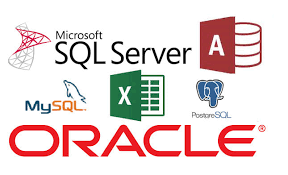 Microsoft
SQL Server
A
MySQL®
X
PostgreSQL
ORACLE®